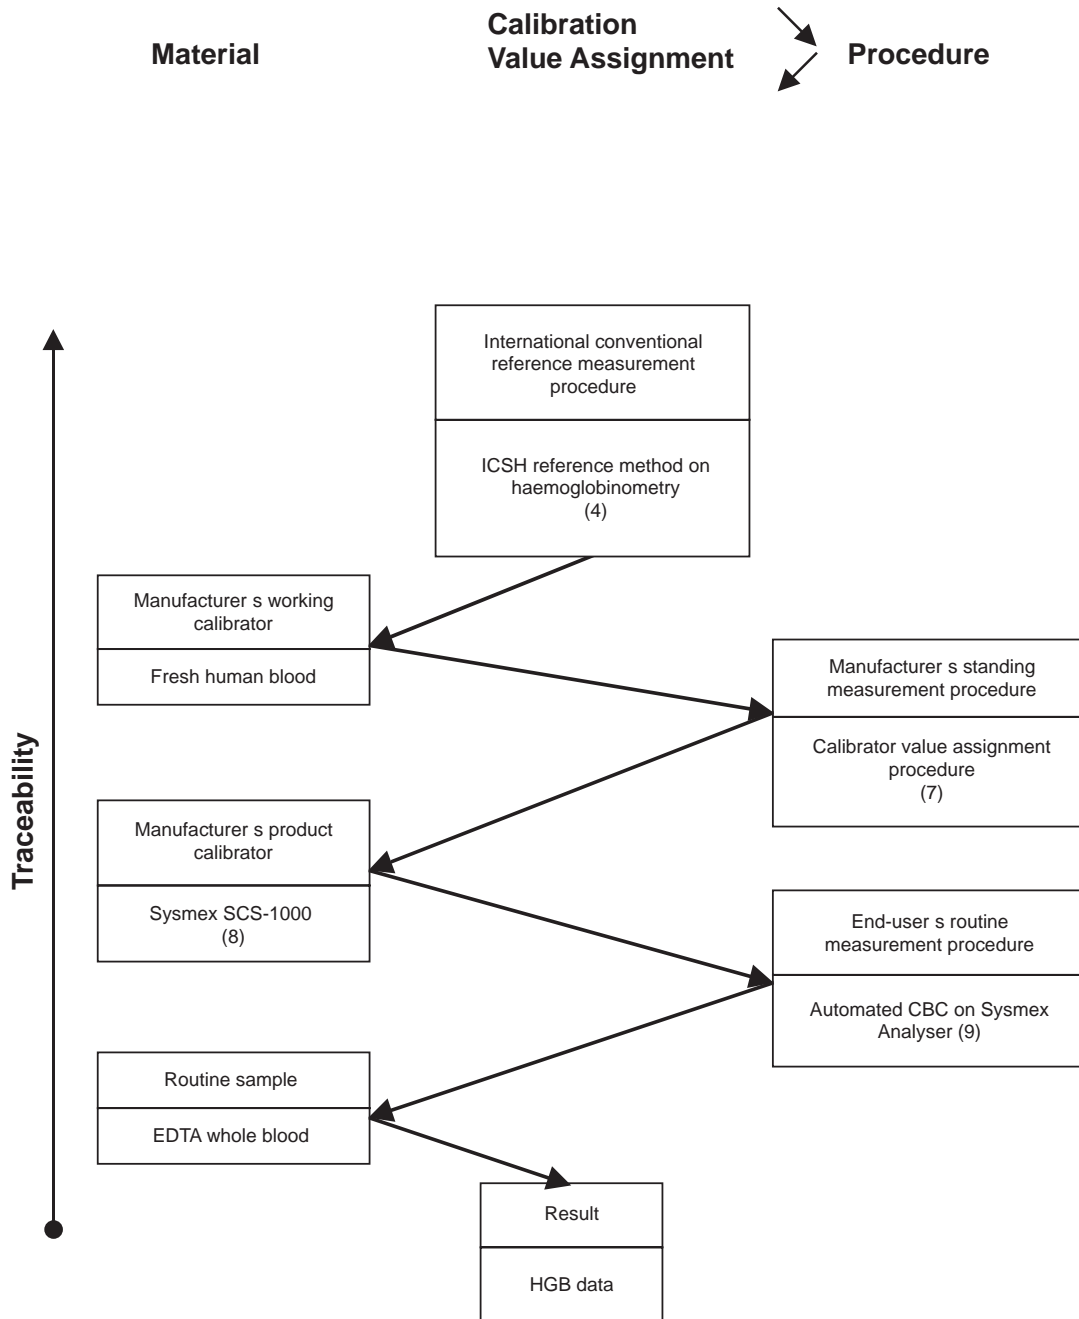 Material
Calibration
Value Assignment
Procedure
International conventional
reference measurement
procedure
ICSH reference method on
haemoglobinometry
(4)
Manufacturer s working
calibrator
Fresh human blood
Manufacturer s standing
measurement procedure
Calibrator value assignment
procedure
(7)
Traceability
Manufacturer s product
calibrator
Sysmex SCS-1000
(8)
End-user s routine
measurement procedure
Automated CBC on Sysmex
Analyser (9)
Routine sample
EDTA whole blood
Result
HGB data